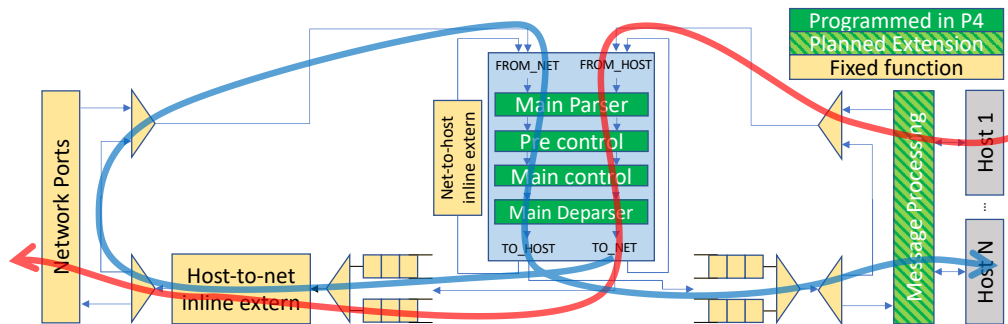 Programmed in P4
Planned Extension
Fixed function
FROM_NET
FROM_HOST
Main Parser
Pre control
Main control
Main Deparser
TO_HOST
TO_NET
Net-to-host
inline extern
Network Ports
Host-to-net
inline extern
Message Processing
Host 1
...
Host N